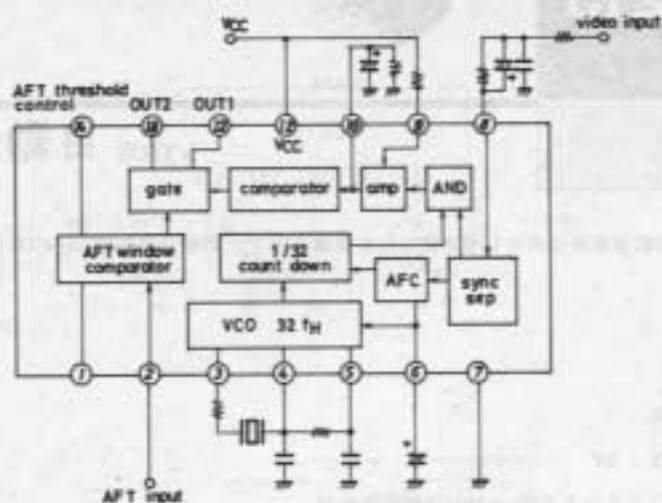 VCC
video input
AFT threshold
control OUT2 OUT1
16 13 12 10 9 8
VCC
gate
comparator
amp
AND
AFT window
comparator
1/32
count down
AFC
sync
sep
VCO 32 fH
1 2 3 4 5 6 7
AFT input